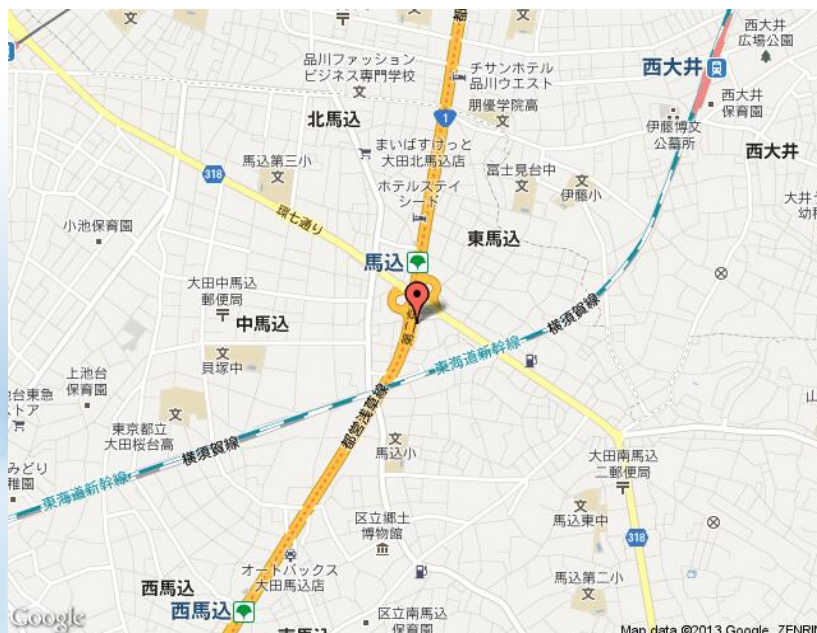 西大井
広場公園
品川ファッション
ビジネス専門学校
チサンホテル
品川ウエスト
西大井
西大井
保育園
朋優学院高
北馬込
1
伊藤博文
公墓所
まいばすけっと
大田北馬込店
西大井
馬込第三小
318
富士見台中
伊藤小
ホテルステイ
シード
環七通り
小池保育園
東馬込
馬込
大田中馬込
郵便局
横須賀線
中馬込
東海道新幹線
貝塚中
上池台
保育園
都営浅草線
東京都立
大田桜台高
横須賀線
馬込小
大田南馬込
二郵便局
東海道新幹線
区立郷土
博物館
馬込東中
318
オートバックス
大田馬込店
馬込第二小
西馬込
西馬込
区立南馬込
保育園
Google
Map data ©2013 Google, ZENRIN